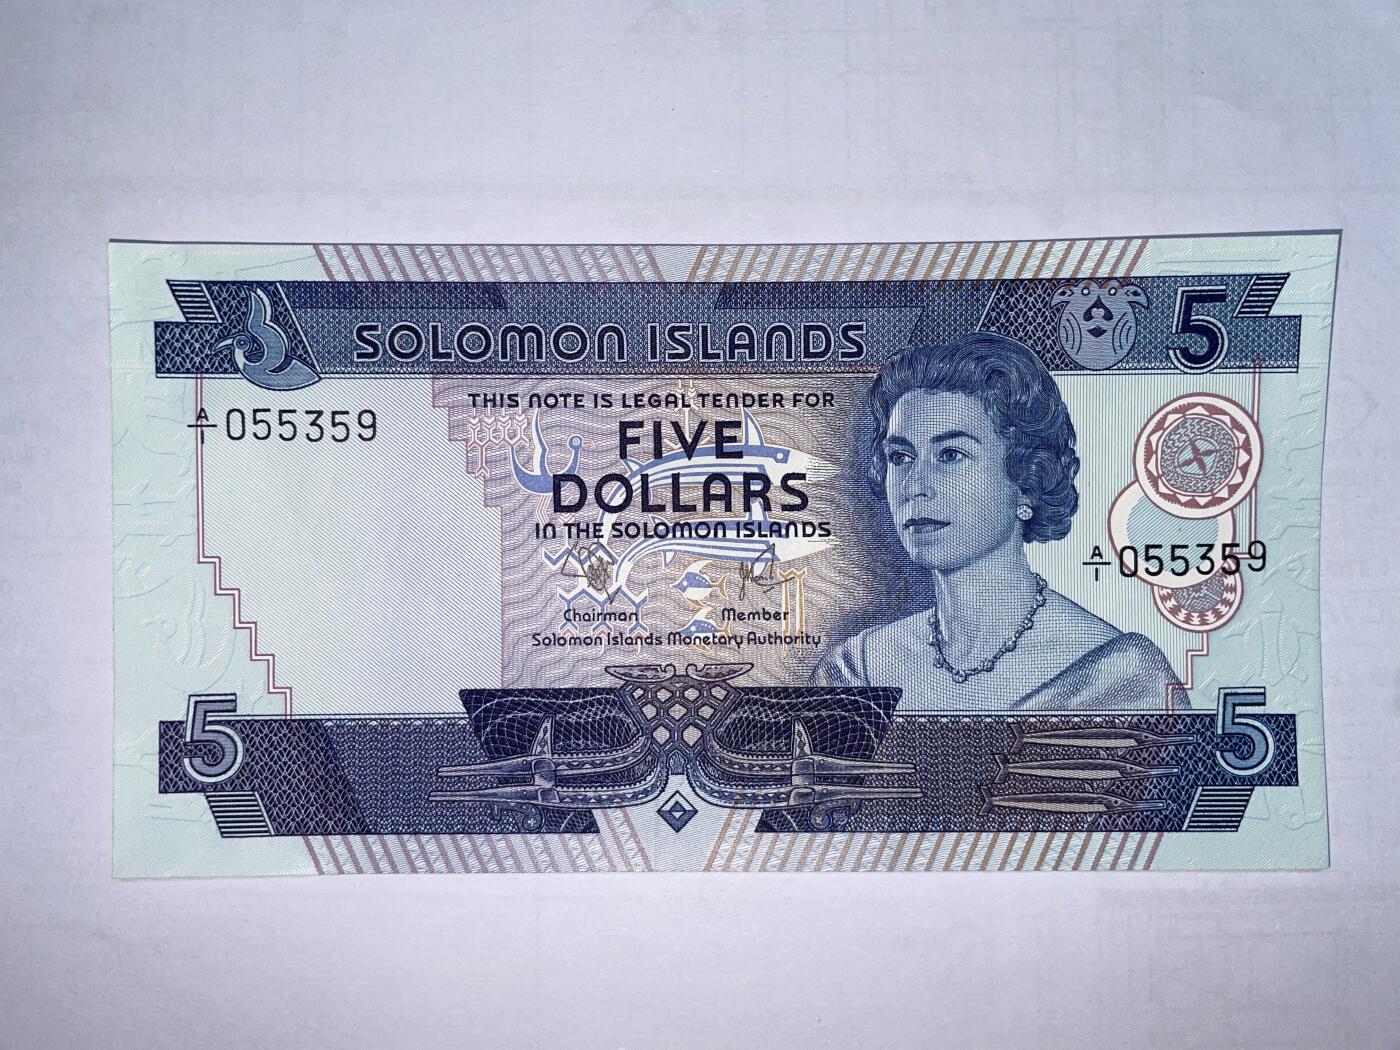 SOLOMON ISLANDS
5
THIS NOTE IS LEGAL TENDER FOR
A/1 055359
FIVE
DOLLARS
IN THE SOLOMON ISLANDS
A/1 055359
Chairman Member
Solomon Islands Monetary Authority
5
5